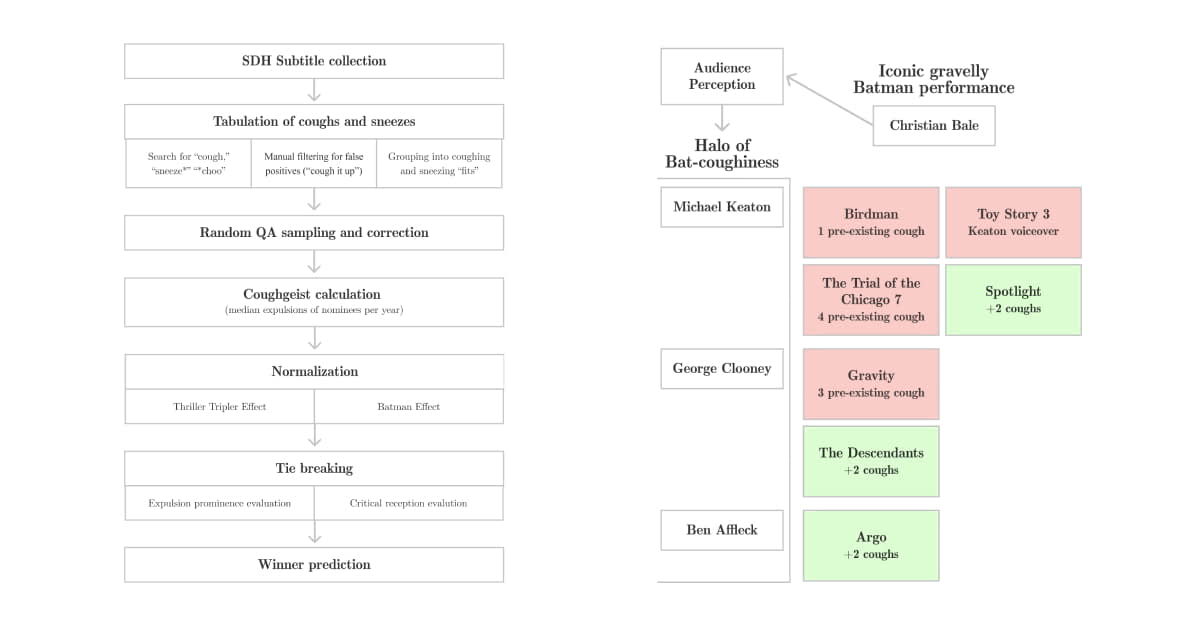 SDH Subtitle collection
Tabulation of coughs and sneezes
Search for “cough,”
“sneeze*” “*choo”
Manual filtering for false
positives (“cough it up”)
Grouping into coughing
and sneezing “fits”
Random QA sampling and correction
Coughgeist calculation
(median expulsions of nominees per year)
Normalization
Thriller Tripler Effect
Batman Effect
Tie breaking
Expulsion prominence evaluation
Critical reception evalution
Winner prediction
Audience
Perception
Iconic gravelly
Batman performance
Christian Bale
Halo of
Bat-coughiness
Michael Keaton
Birdman
1 pre-existing cough
Toy Story 3
Keaton voiceover
The Trial of the
Chicago 7
4 pre-existing cough
Spotlight
+2 coughs
George Clooney
Gravity
3 pre-existing cough
The Descendants
+2 coughs
Ben Affleck
Argo
+2 coughs